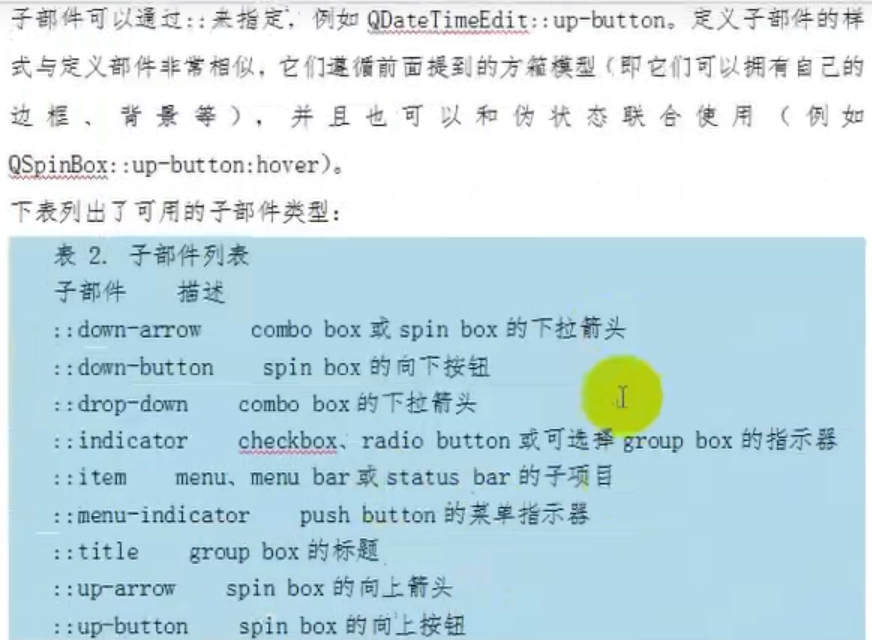 子部件可以通过::来指定，例如 QDateTimeEdit::up-button。定义子部件的样
式与定义部件非常相似，它们遵循前面提到的方箱模型（即它们可以拥有自己的
边框、背景等），并且也可以和伪状态联合使用（例如
QSpinBox::up-button:hover）。
下表列出了可用的子部件类型：
表 2. 子部件列表
子部件 描述
::down-arrow combo box 或 spin box 的下拉箭头
::down-button spin box 的向下按钮
::drop-down combo box 的下拉箭头
::indicator checkbox、radio button 或可选择 group box 的指示器
::item menu、menu bar 或 status bar 的子项目
::menu-indicator push button 的菜单指示器
::title group box 的标题
::up-arrow spin box 的向上箭头
::up-button spin box 的向上按钮